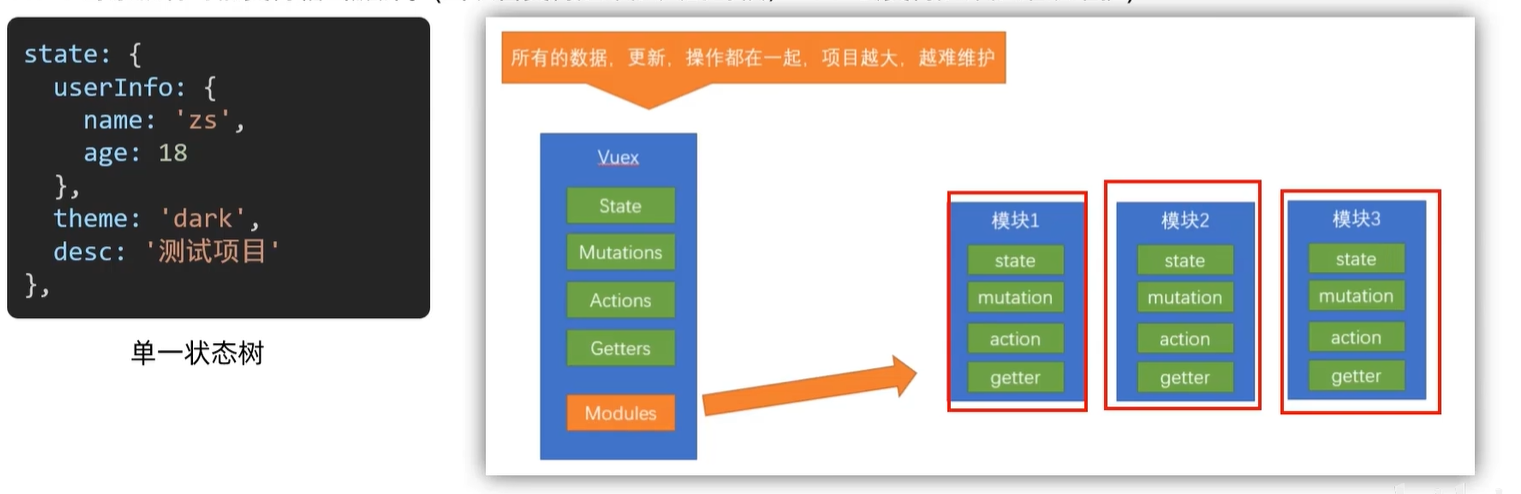 state: {
userInfo: {
name: 'zs',
age: 18
},
theme: 'dark',
desc: '测试项目'
},
单一状态树
所有的数据，更新，操作都在一起，项目越大，越难维护
Vuex
State
Mutations
Actions
Getters
Modules
模块1
state
mutation
action
getter
模块2
state
mutation
action
getter
模块3
state
mutation
action
getter